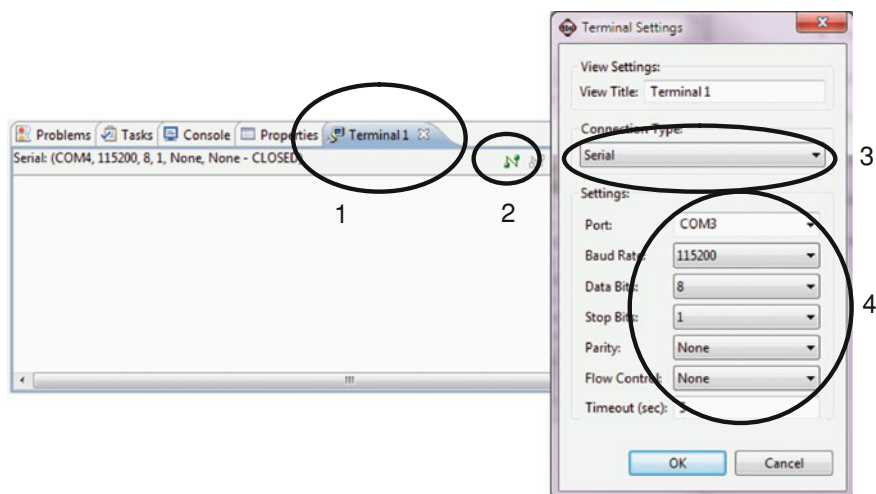 Problems Tasks Console Properties Terminal 1
Serial: (COM4, 115200, 8, 1, None, None - CLOSED)
1
2
Terminal Settings
View Settings:
View Title: Terminal 1
Connection Type:
Serial
3
Settings:
Port: COM3
Baud Rate: 115200
Data Bits: 8
Stop Bits: 1
Parity: None
Flow Control: None
Timeout (sec): 5
4
OK Cancel